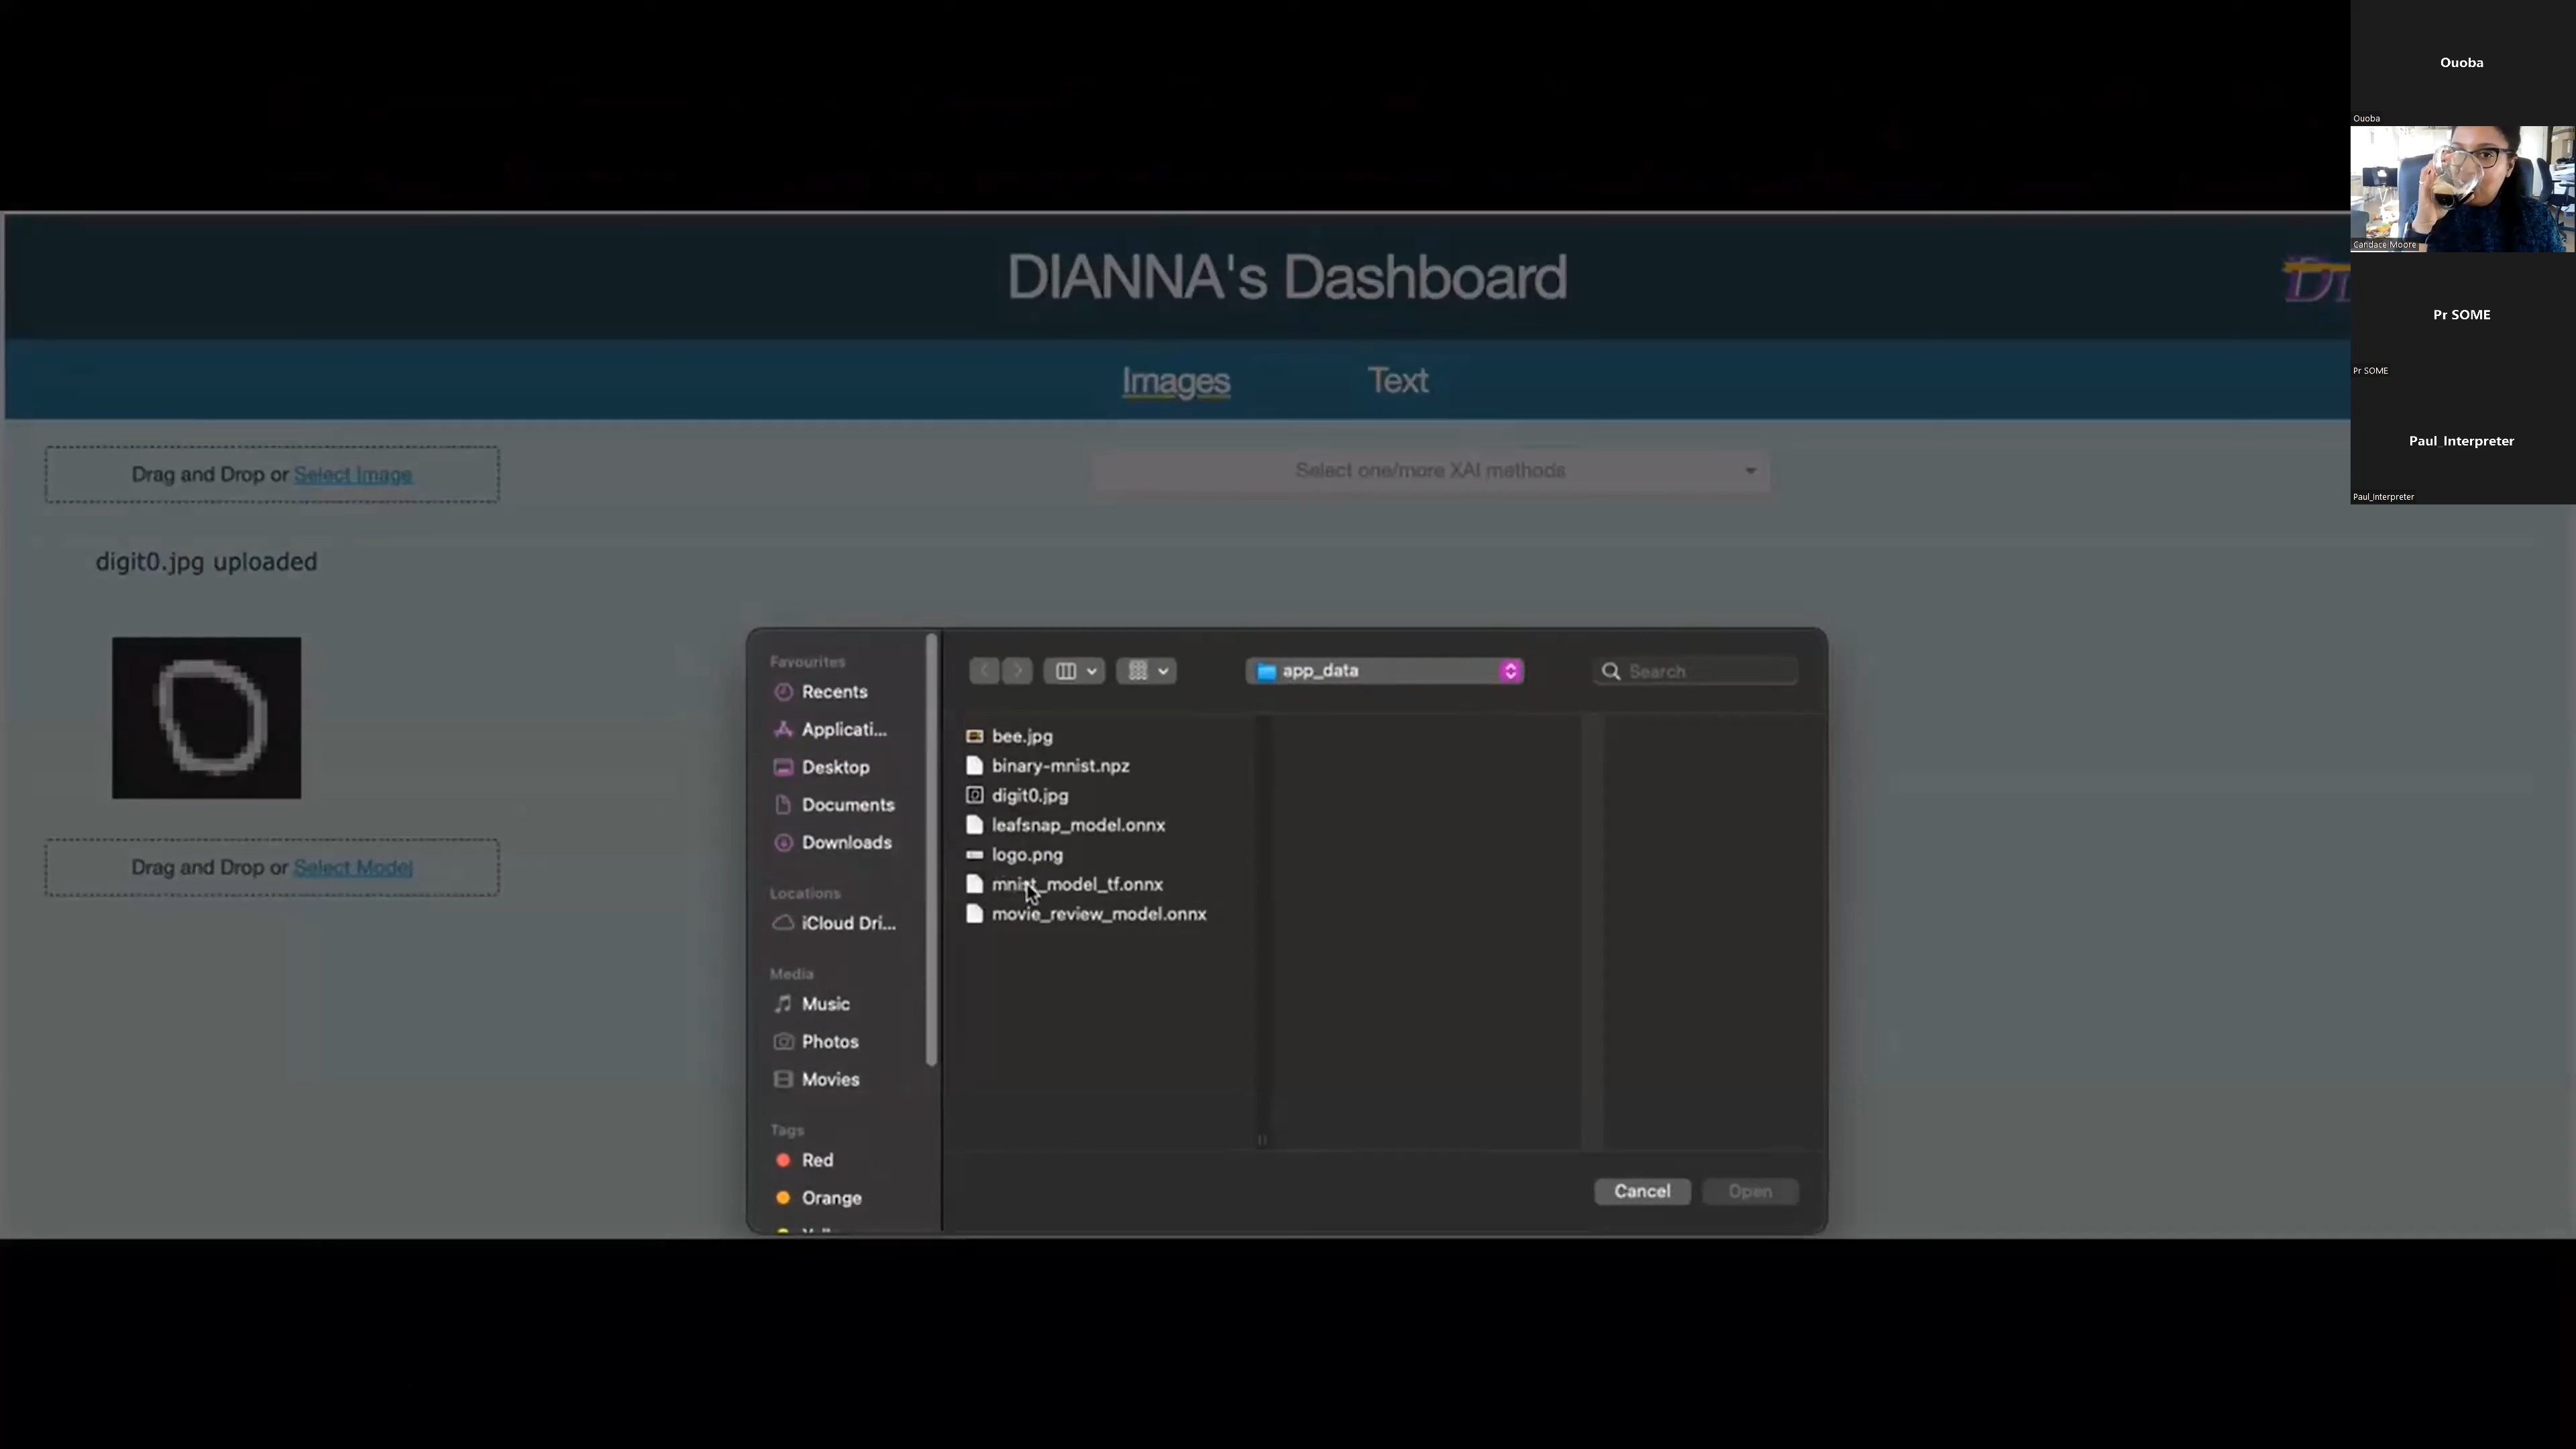 Ouoba
Ouoba
Candace Moore
Pr SOME
Pr SOME
Paul_Interpreter
Paul_Interpreter
DIANNA's Dashboard
Images
Text
Drag and Drop or Select Image
Select one/more XAI methods
digit0.jpg uploaded
Drag and Drop or Select Model
Favourites
Recents
Applicati...
Desktop
Documents
Downloads
Locations
iCloud Dri...
Media
Music
Photos
Movies
Tags
Red
Orange
app_data
Search
bee.jpg
binary-mnist.npz
digit0.jpg
leafsnap_model.onnx
logo.png
mnist_model_tf.onnx
movie_review_model.onnx
Cancel
Open